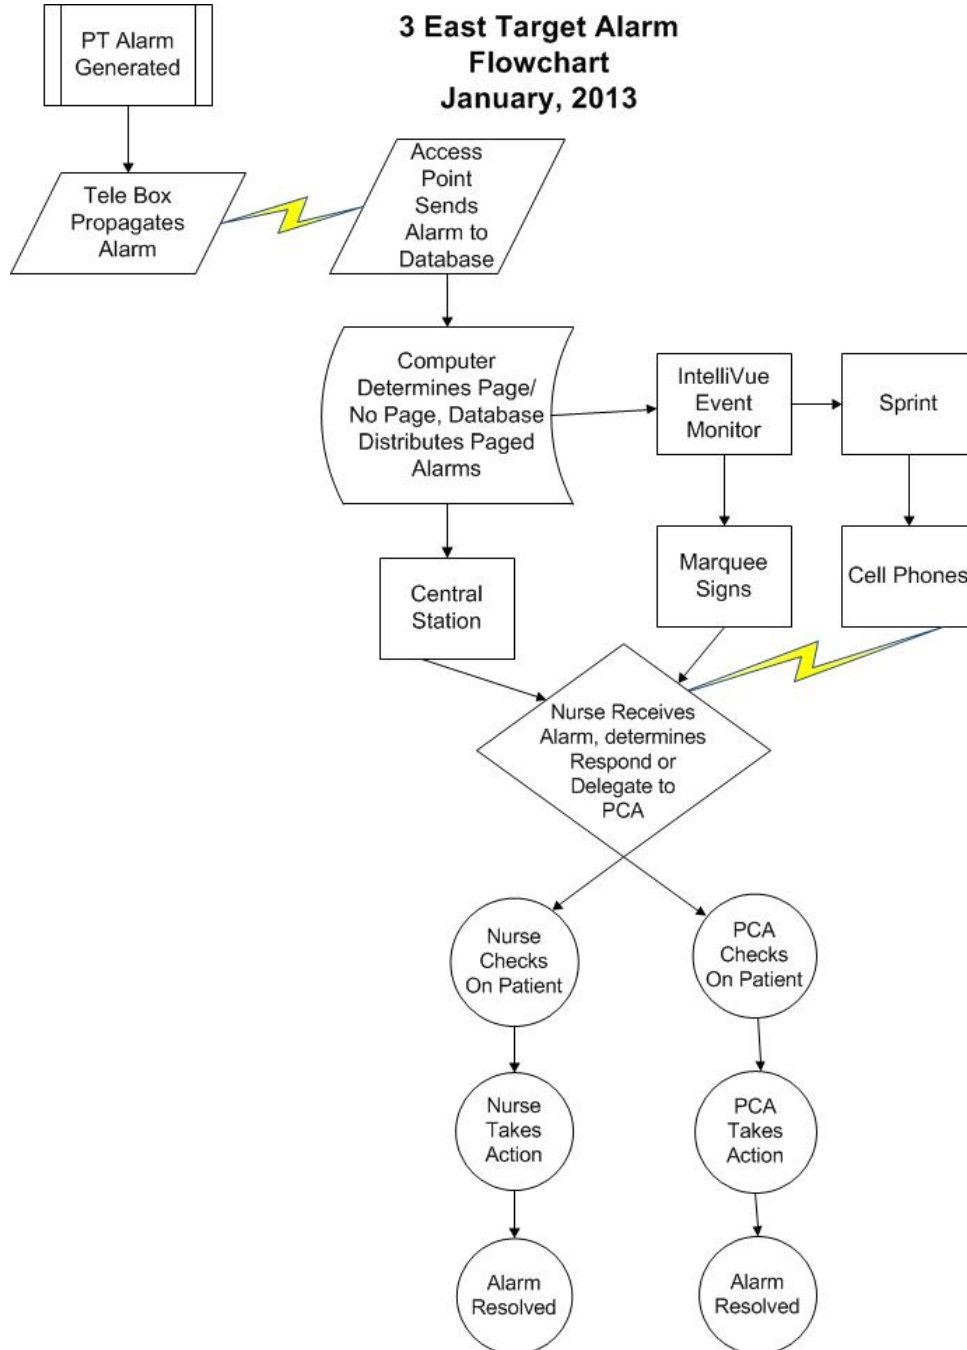 3 East Target Alarm
Flowchart
January, 2013
PT Alarm
Generated
Tele Box
Propagates
Alarm
Access
Point
Sends
Alarm to
Database
Computer
Determines Page/
No Page, Database
Distributes Paged
Alarms
IntelliVue
Event
Monitor
Sprint
Central
Station
Marquee
Signs
Cell Phones
Nurse Receives
Alarm, determines
Respond or
Delegate to
PCA
Nurse
Checks
On Patient
PCA
Checks
On Patient
Nurse
Takes
Action
PCA
Takes
Action
Alarm
Resolved
Alarm
Resolved